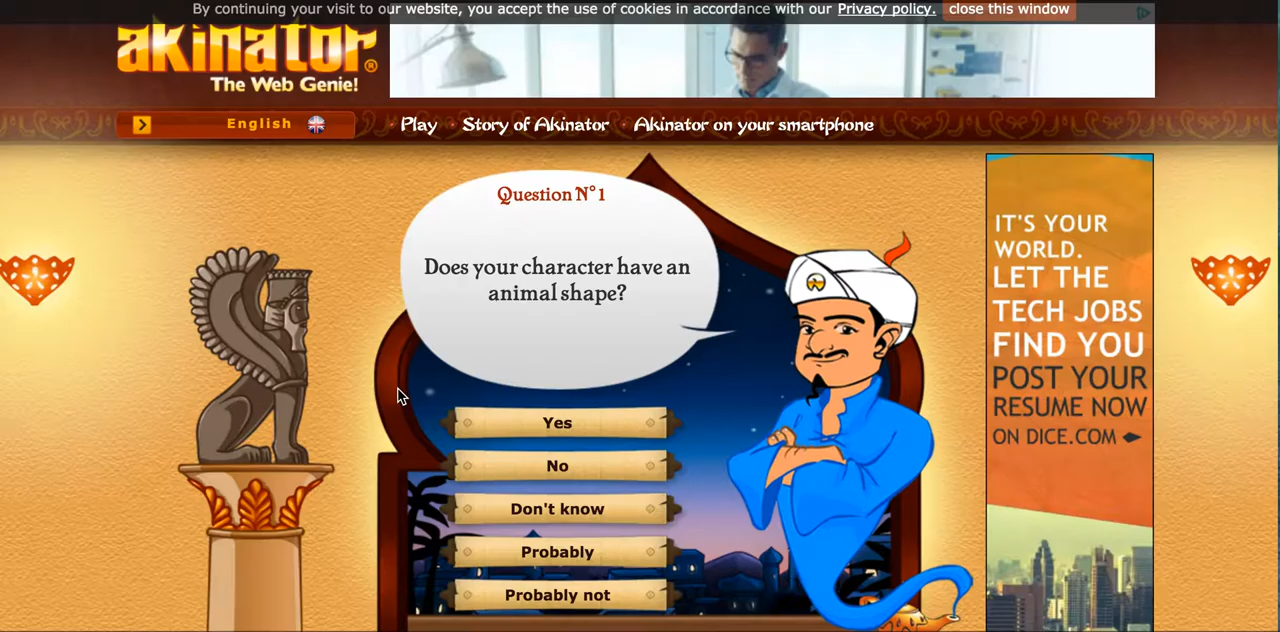 By continuing your visit to our website, you accept the use of cookies in accordance with our Privacy policy. close this window
akinator®
The Web Genie!
English
Play Story of Akinator Akinator on your smartphone
Question N°1
Does your character have an
animal shape?
Yes
No
Don't know
Probably
Probably not
IT'S YOUR
WORLD.
LET THE
TECH JOBS
FIND YOU
POST YOUR
RESUME NOW
ON DICE.COM